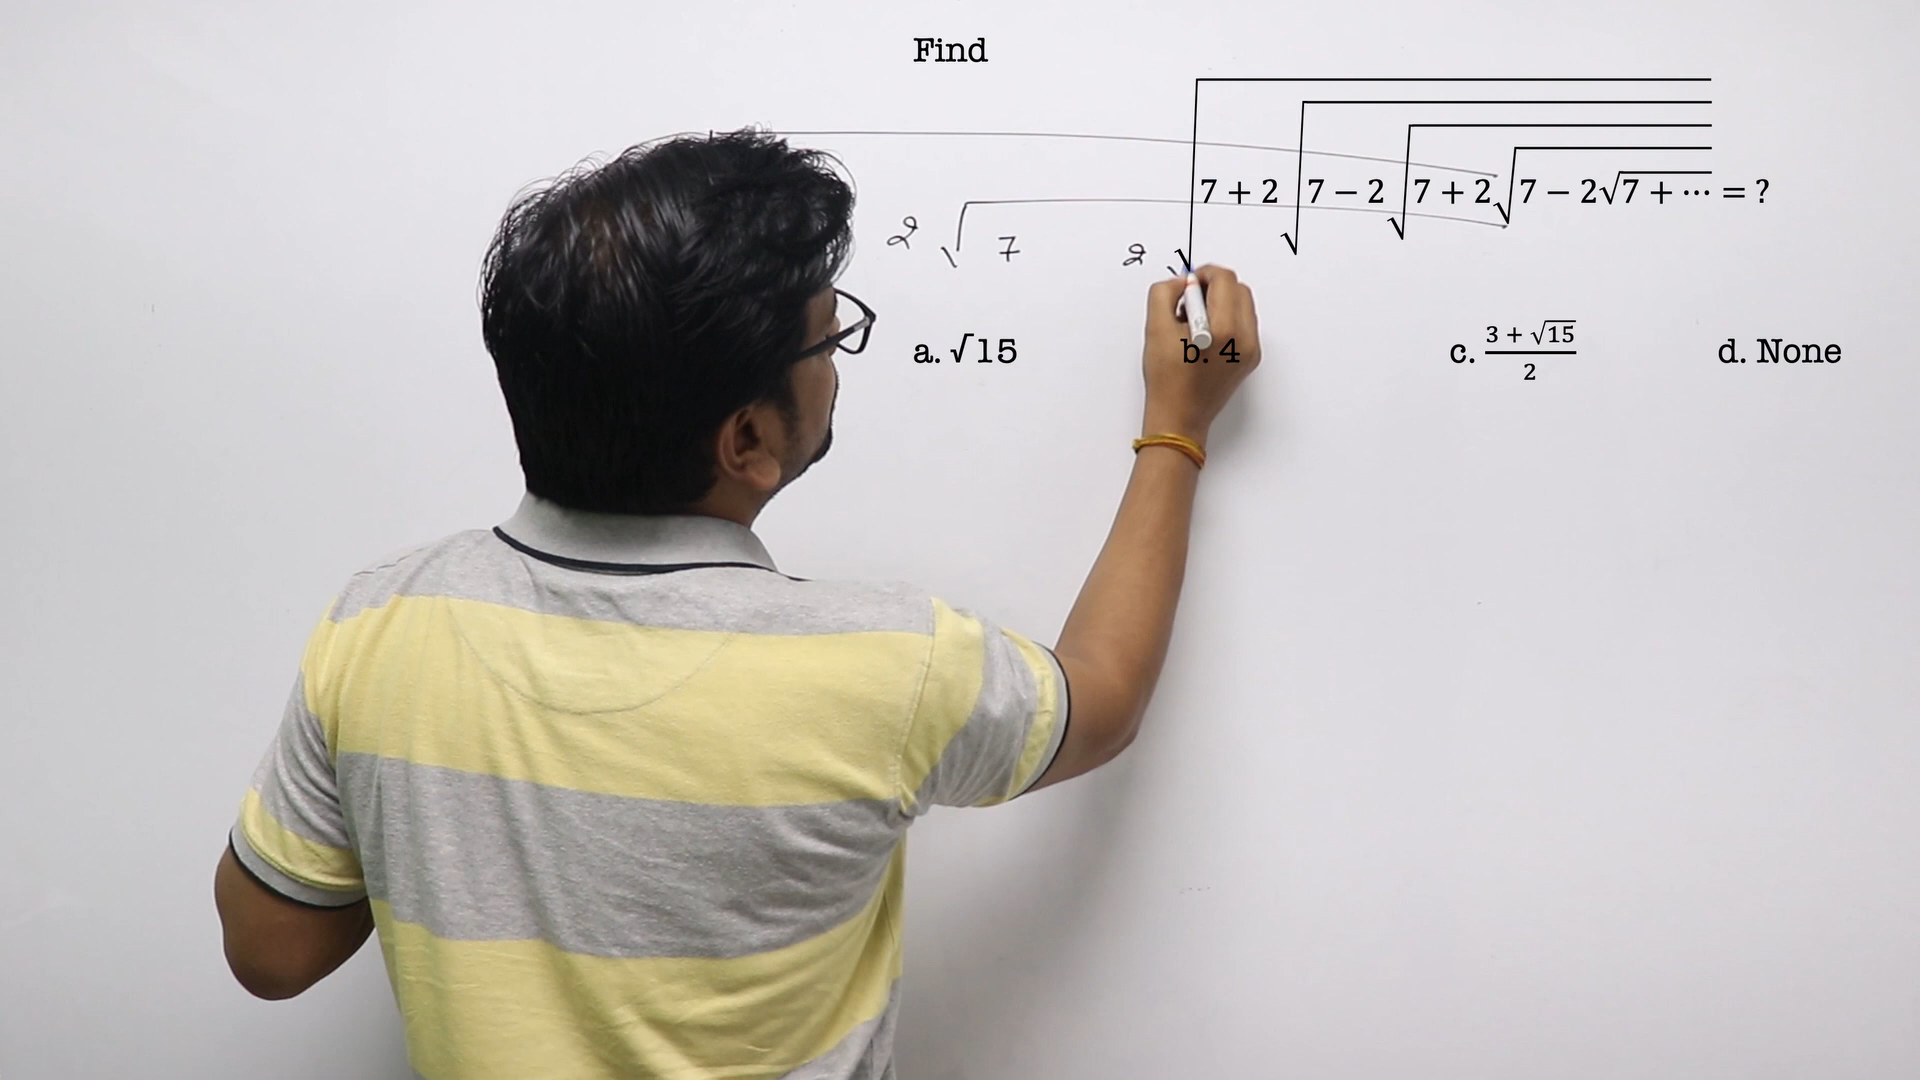 Find
√7 + 2√7 − 2√7 + 2√7 − 2√7 + ⋯ = ?
2 √7 2 √
a. √15 b. 4 c. (3 + √15)/2 d. None